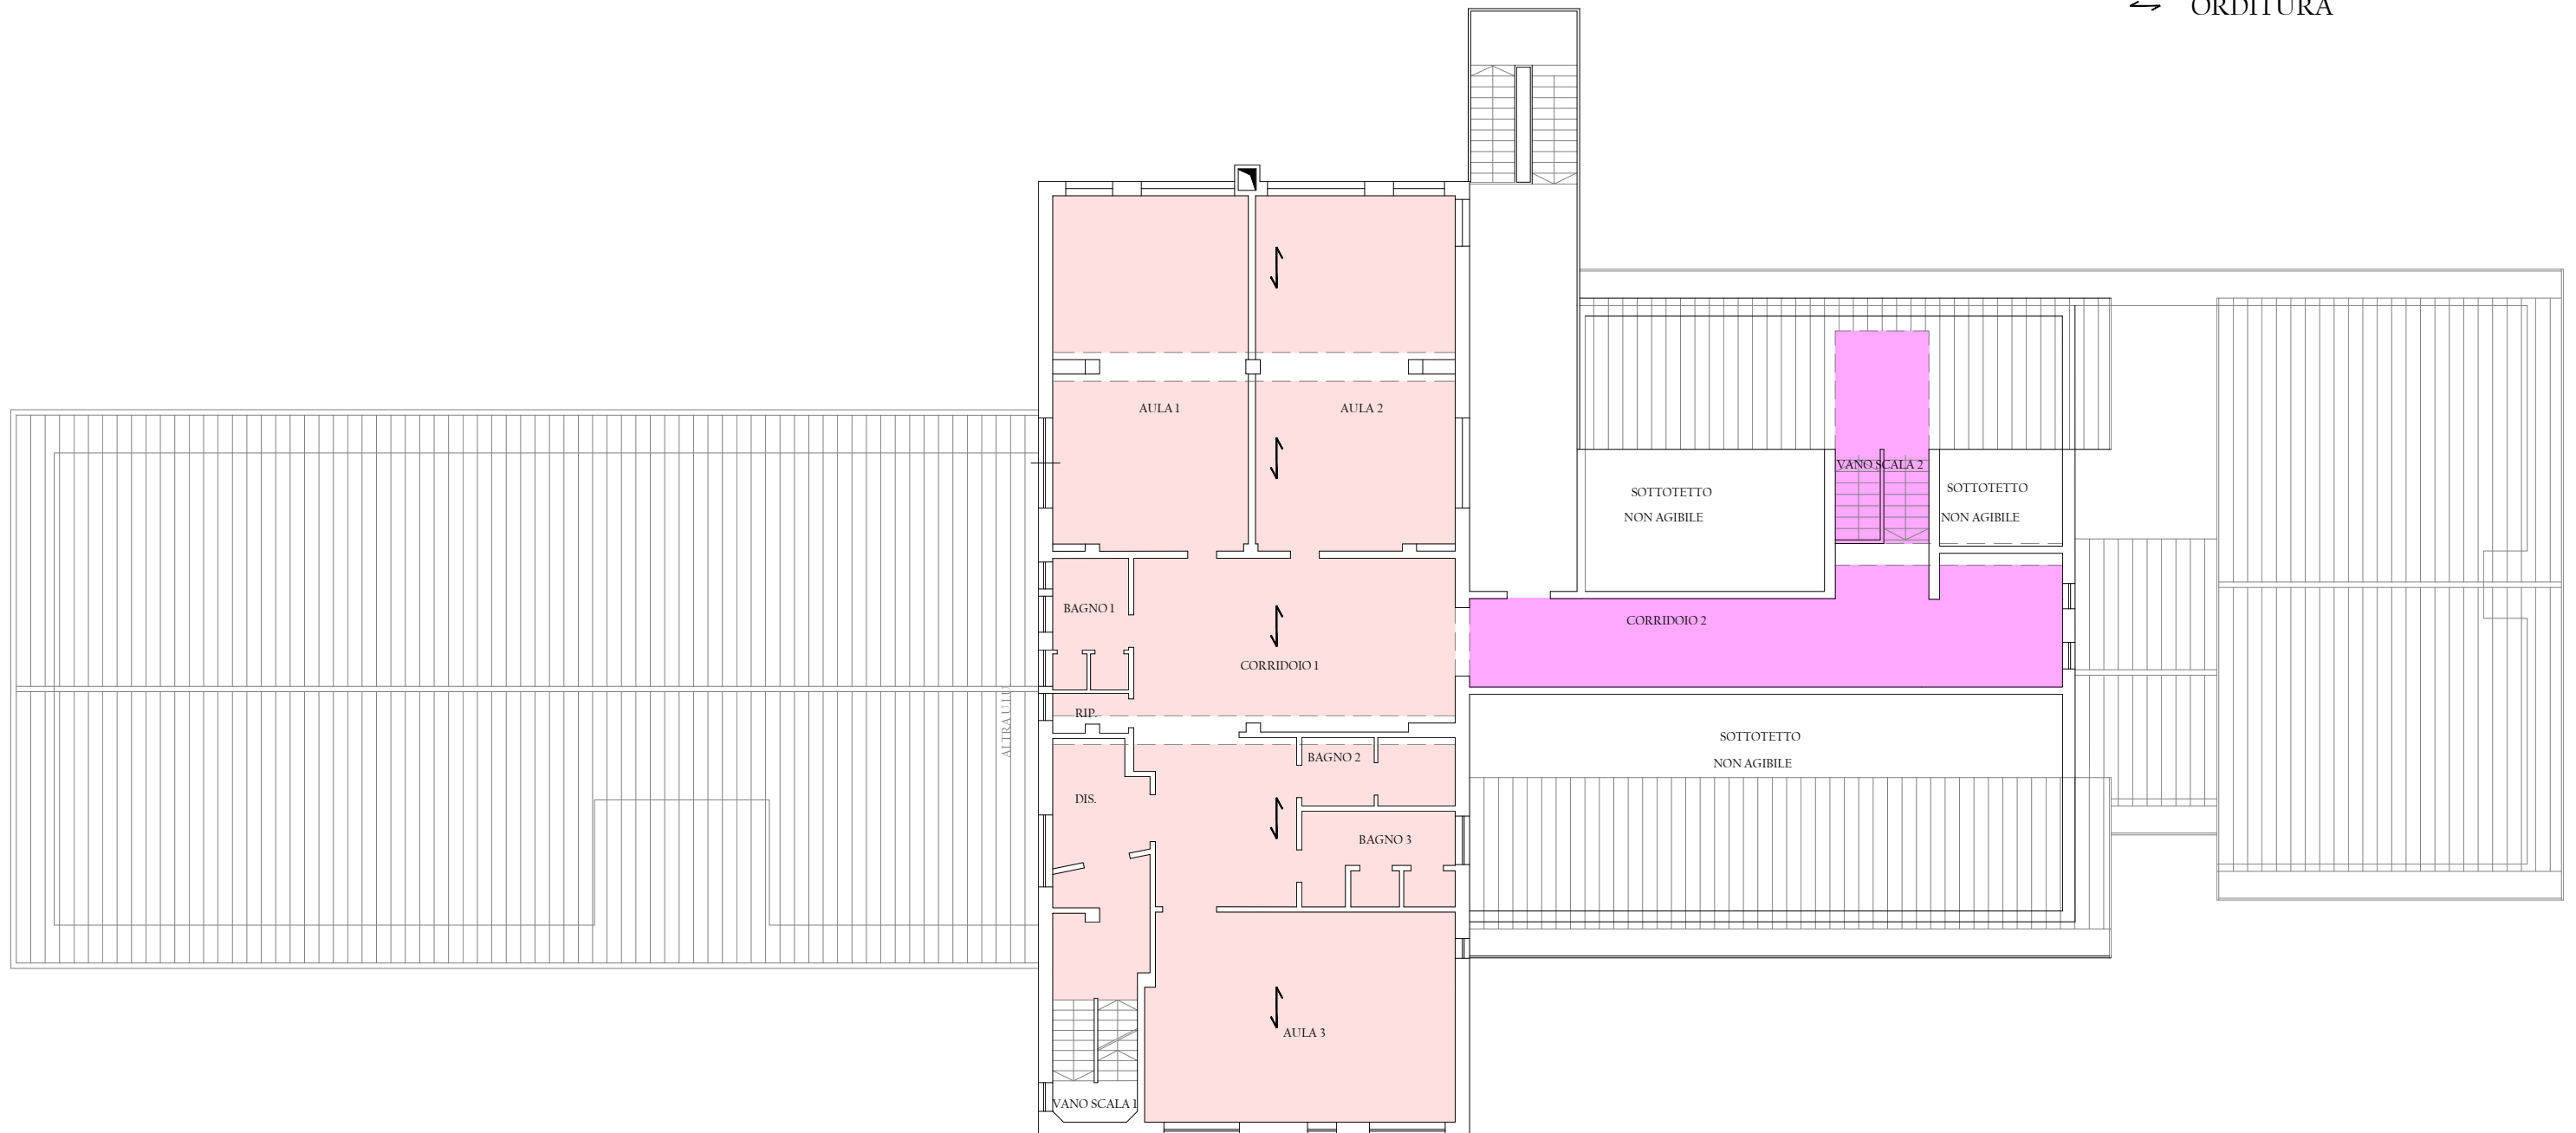 ORDITURA
AULA 1
AULA 2
VANO SCALA 2
SOTTOTETTO
NON AGIBILE
SOTTOTETTO
NON AGIBILE
BAGNO 1
CORRIDOIO 2
CORRIDOIO 1
RIP.
ALTRA U.I.U.
SOTTOTETTO
NON AGIBILE
BAGNO 2
DIS.
BAGNO 3
AULA 3
VANO SCALA 1